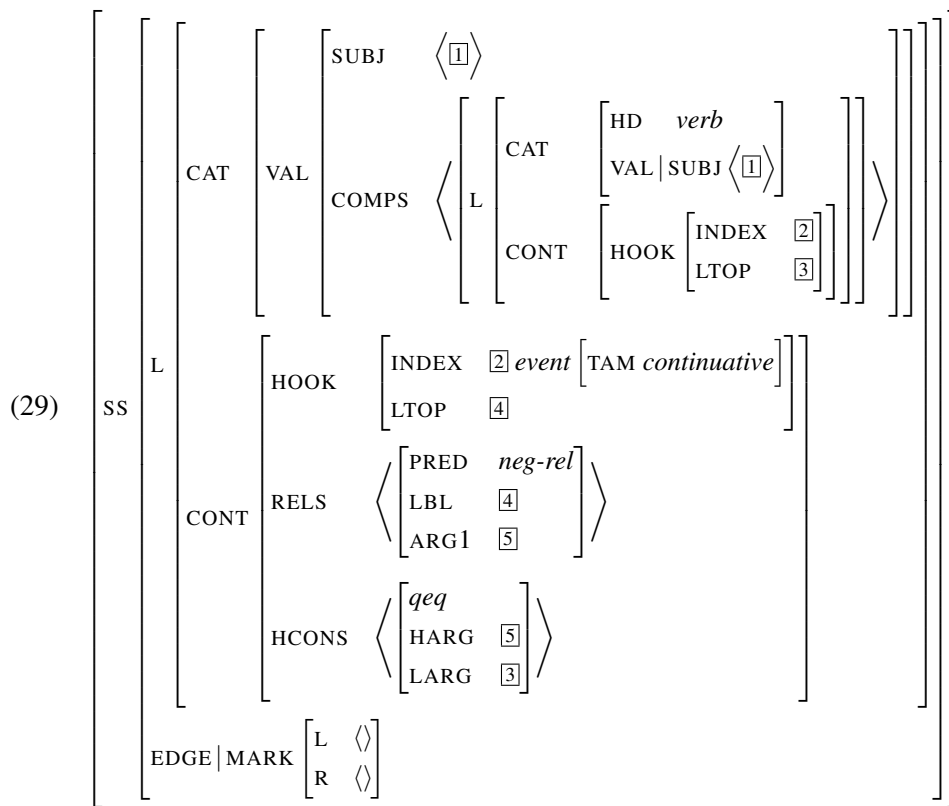 SUBJ ⟨1⟩
CAT VAL COMPS ⟨ L CAT HD verb
VAL|SUBJ ⟨1⟩
CONT HOOK INDEX 2
LTOP 3 ⟩
(29) SS L
HOOK INDEX 2 event [TAM continuative]
LTOP 4
CONT RELS ⟨ PRED neg-rel
LBL 4
ARG1 5 ⟩
HCONS ⟨ qeq
HARG 5
LARG 3 ⟩
EDGE|MARK L ⟨⟩
R ⟨⟩